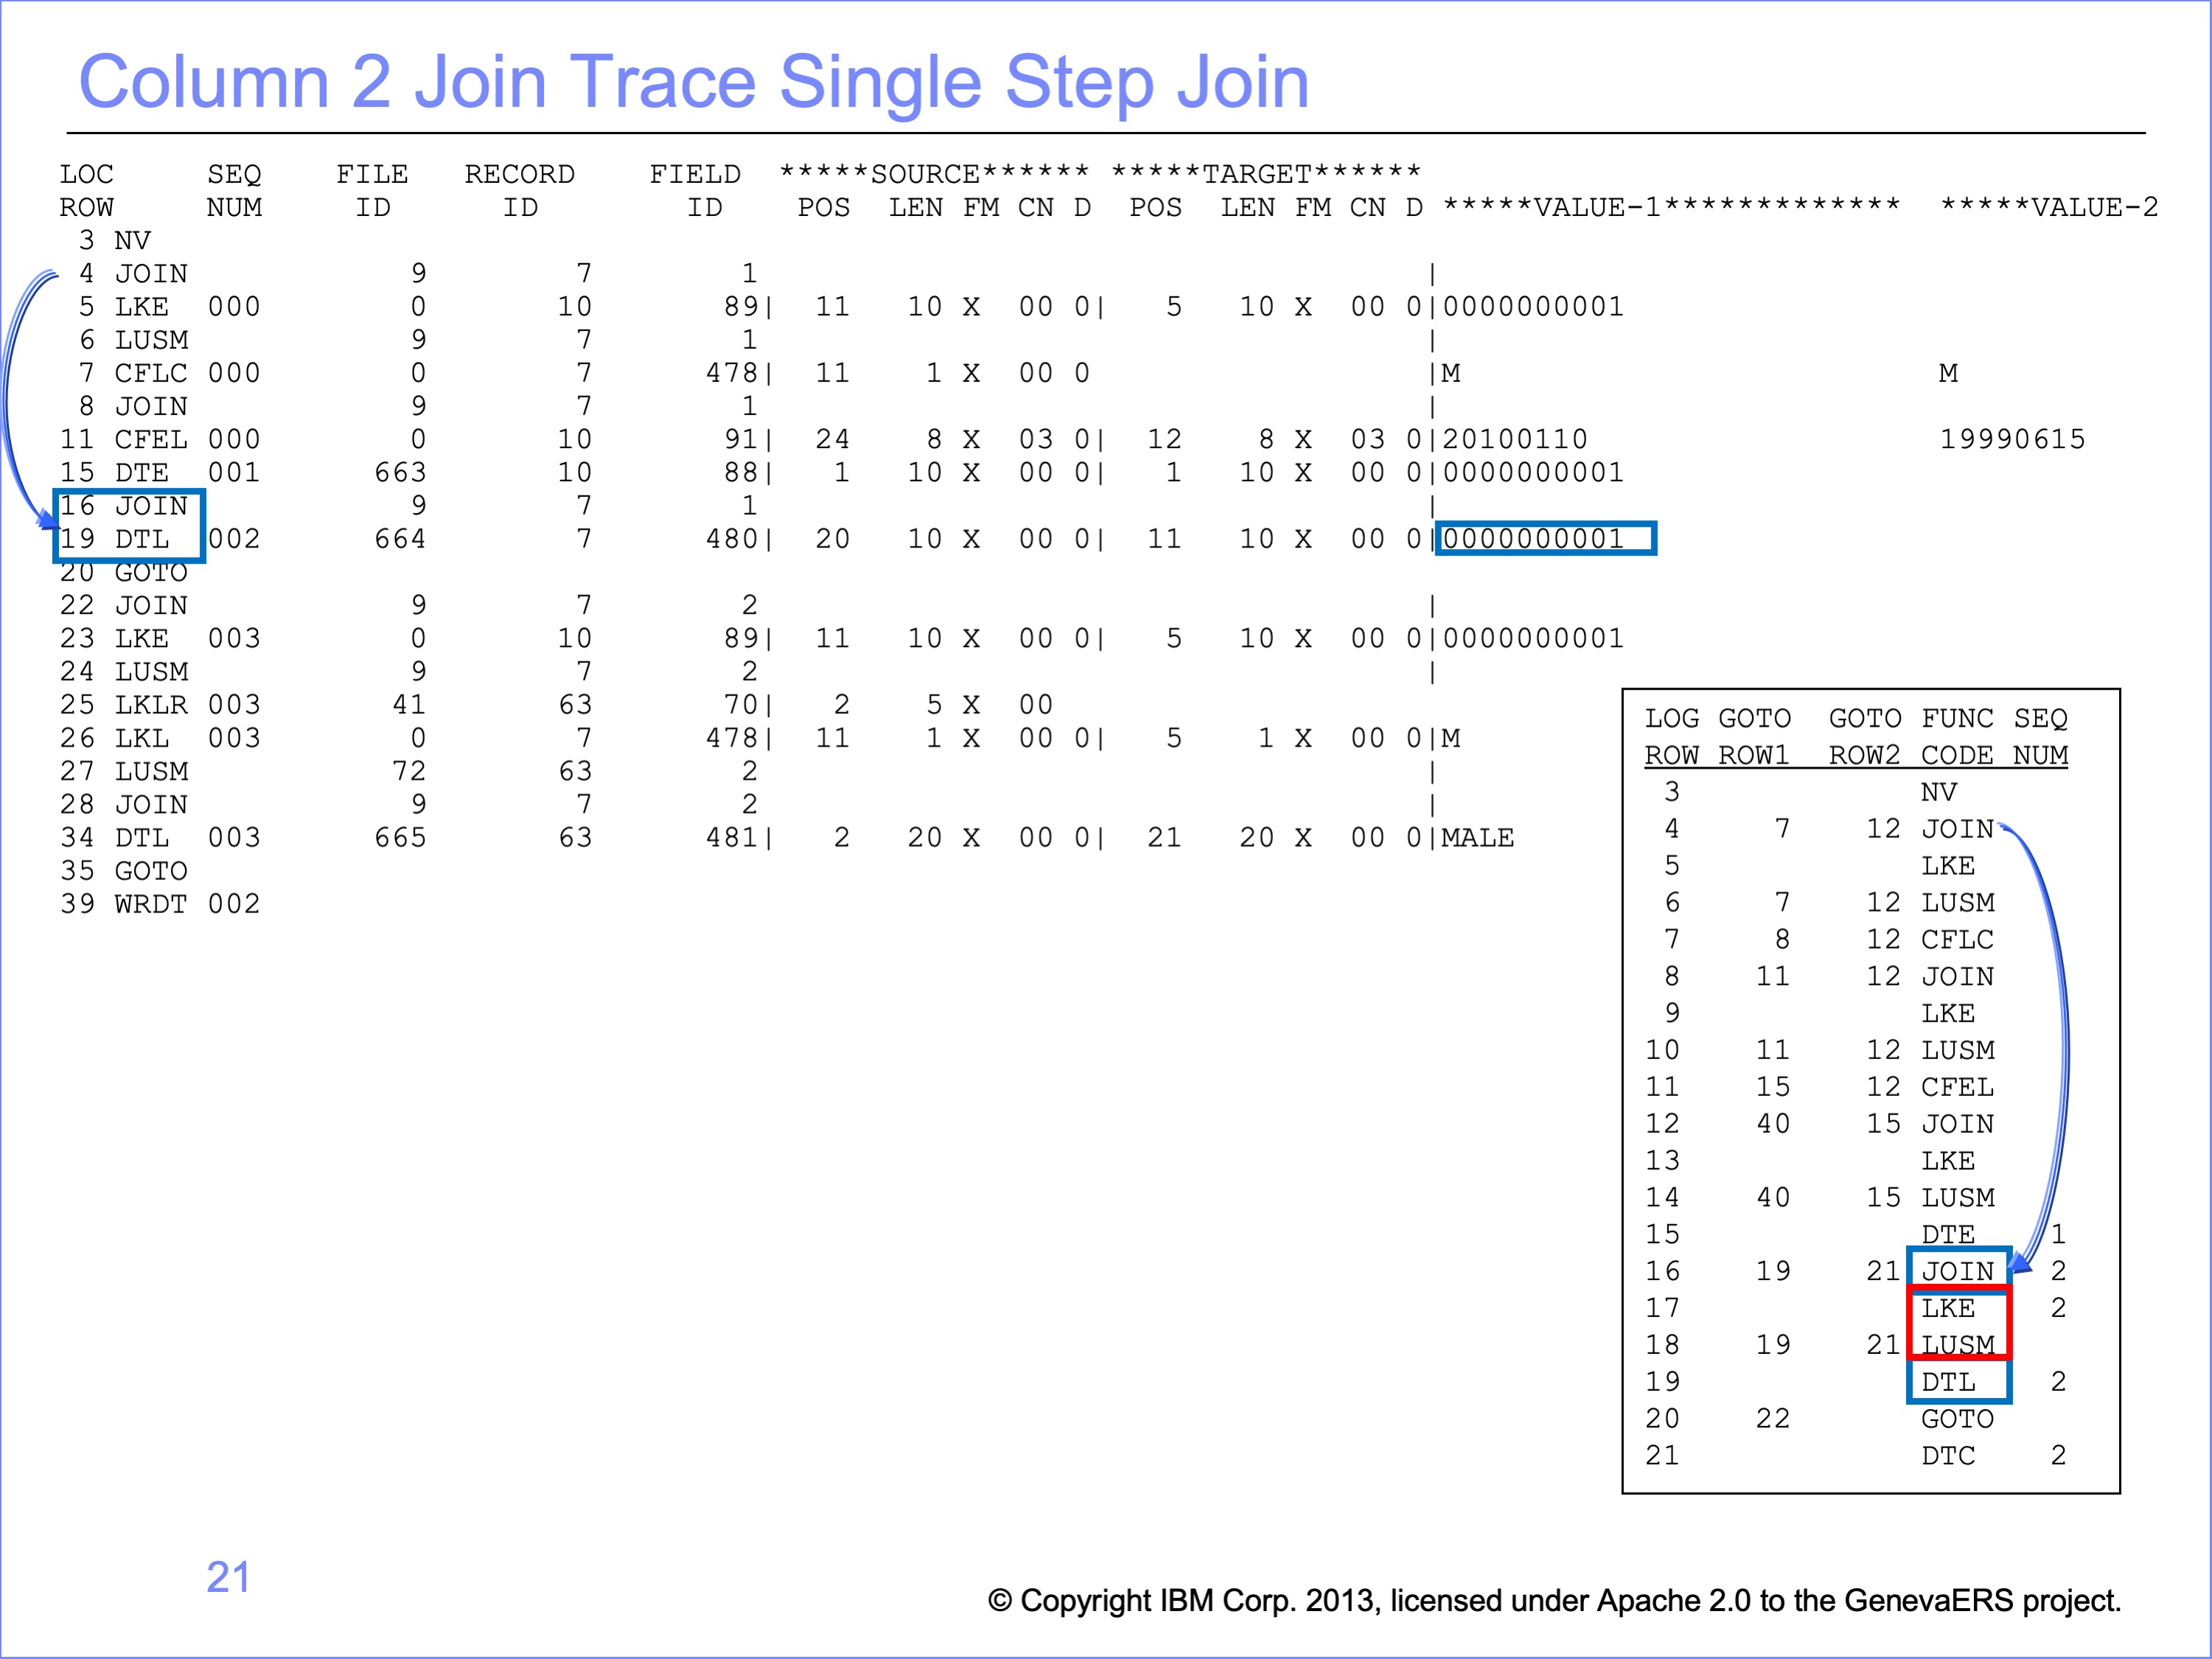 Column 2 Join Trace Single Step Join
LOC SEQ FILE RECORD FIELD *****SOURCE****** *****TARGET******
ROW NUM ID ID ID POS LEN FM CN D POS LEN FM CN D *****VALUE-1************* *****VALUE-2
3 NV
4 JOIN 9 7 1 |
5 LKE 000 0 10 89| 11 10 X 00 0| 5 10 X 00 0|0000000001
6 LUSM 9 7 1 |
7 CFLC 000 0 7 478| 11 1 X 00 0 |M M
8 JOIN 9 7 1 |
11 CFEL 000 0 10 91| 24 8 X 03 0| 12 8 X 03 0|20100110 19990615
15 DTE 001 663 10 88| 1 10 X 00 0| 1 10 X 00 0|0000000001
16 JOIN 9 7 1 |
19 DTL 002 664 7 480| 20 10 X 00 0| 11 10 X 00 0|0000000001
20 GOTO
22 JOIN 9 7 2 |
23 LKE 003 0 10 89| 11 10 X 00 0| 5 10 X 00 0|0000000001
24 LUSM 9 7 2 |
25 LKLR 003 41 63 70| 2 5 X 00
26 LKL 003 0 7 478| 11 1 X 00 0| 5 1 X 00 0|M
27 LUSM 72 63 2 |
28 JOIN 9 7 2 |
34 DTL 003 665 63 481| 2 20 X 00 0| 21 20 X 00 0|MALE
35 GOTO
39 WRDT 002
LOG GOTO GOTO FUNC SEQ
ROW ROW1 ROW2 CODE NUM
3 NV
4 7 12 JOIN
5 LKE
6 7 12 LUSM
7 8 12 CFLC
8 11 12 JOIN
9 LKE
10 11 12 LUSM
11 15 12 CFEL
12 40 15 JOIN
13 LKE
14 40 15 LUSM
15 DTE 1
16 19 21 JOIN 2
17 LKE 2
18 19 21 LUSM
19 DTL 2
20 22 GOTO
21 DTC 2
21
© Copyright IBM Corp. 2013, licensed under Apache 2.0 to the GenevaERS project.